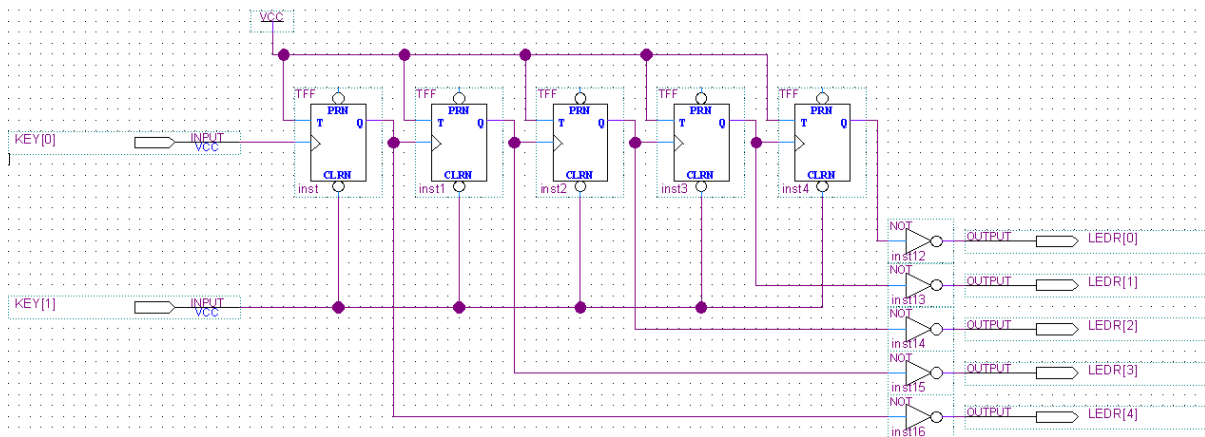 VCC
TFF TFF TFF TFF TFF
PRN PRN PRN PRN PRN
T Q T Q T Q T Q T Q
KEY[0] INPUT
VCC
CLRN CLRN CLRN CLRN CLRN
inst inst1 inst2 inst3 inst4
NOT
OUTPUT LEDR[0]
inst12
NOT
OUTPUT LEDR[1]
KEY[1] INPUT
inst13
VCC
NOT
OUTPUT LEDR[2]
inst14
NOT
OUTPUT LEDR[3]
inst15
NOT
OUTPUT LEDR[4]
inst16